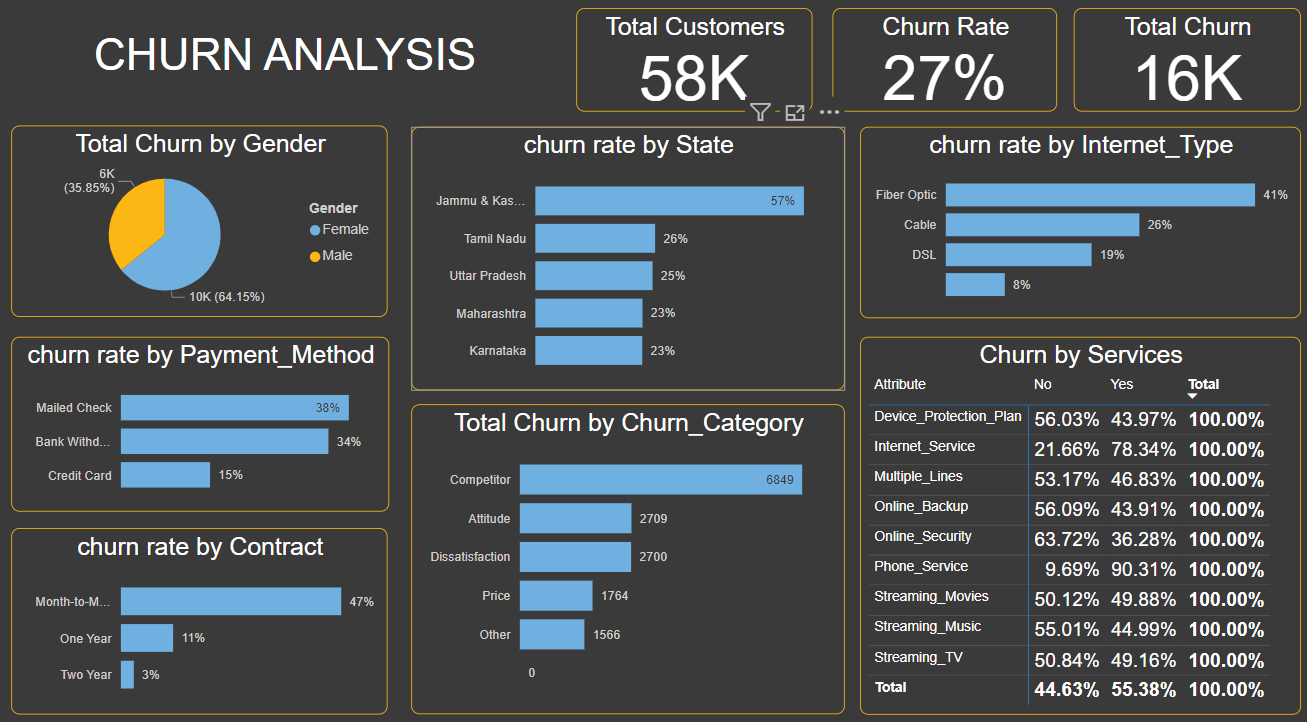 CHURN ANALYSIS
Total Customers
58K
Churn Rate
27%
Total Churn
16K
Total Churn by Gender
6K
(35.85%)
10K (64.15%)
Gender
Female
Male
churn rate by State
Jammu & Kas... 57%
Tamil Nadu 26%
Uttar Pradesh 25%
Maharashtra 23%
Karnataka 23%
churn rate by Internet_Type
Fiber Optic 41%
Cable 26%
DSL 19%
8%
churn rate by Payment_Method
Mailed Check 38%
Bank Withd... 34%
Credit Card 15%
Total Churn by Churn_Category
Competitor 6849
Attitude 2709
Dissatisfaction 2700
Price 1764
Other 1566
0
churn rate by Contract
Month-to-M... 47%
One Year 11%
Two Year 3%
Churn by Services
Attribute No Yes Total
Device_Protection_Plan 56.03% 43.97% 100.00%
Internet_Service 21.66% 78.34% 100.00%
Multiple_Lines 53.17% 46.83% 100.00%
Online_Backup 56.09% 43.91% 100.00%
Online_Security 63.72% 36.28% 100.00%
Phone_Service 9.69% 90.31% 100.00%
Streaming_Movies 50.12% 49.88% 100.00%
Streaming_Music 55.01% 44.99% 100.00%
Streaming_TV 50.84% 49.16% 100.00%
Total 44.63% 55.38% 100.00%